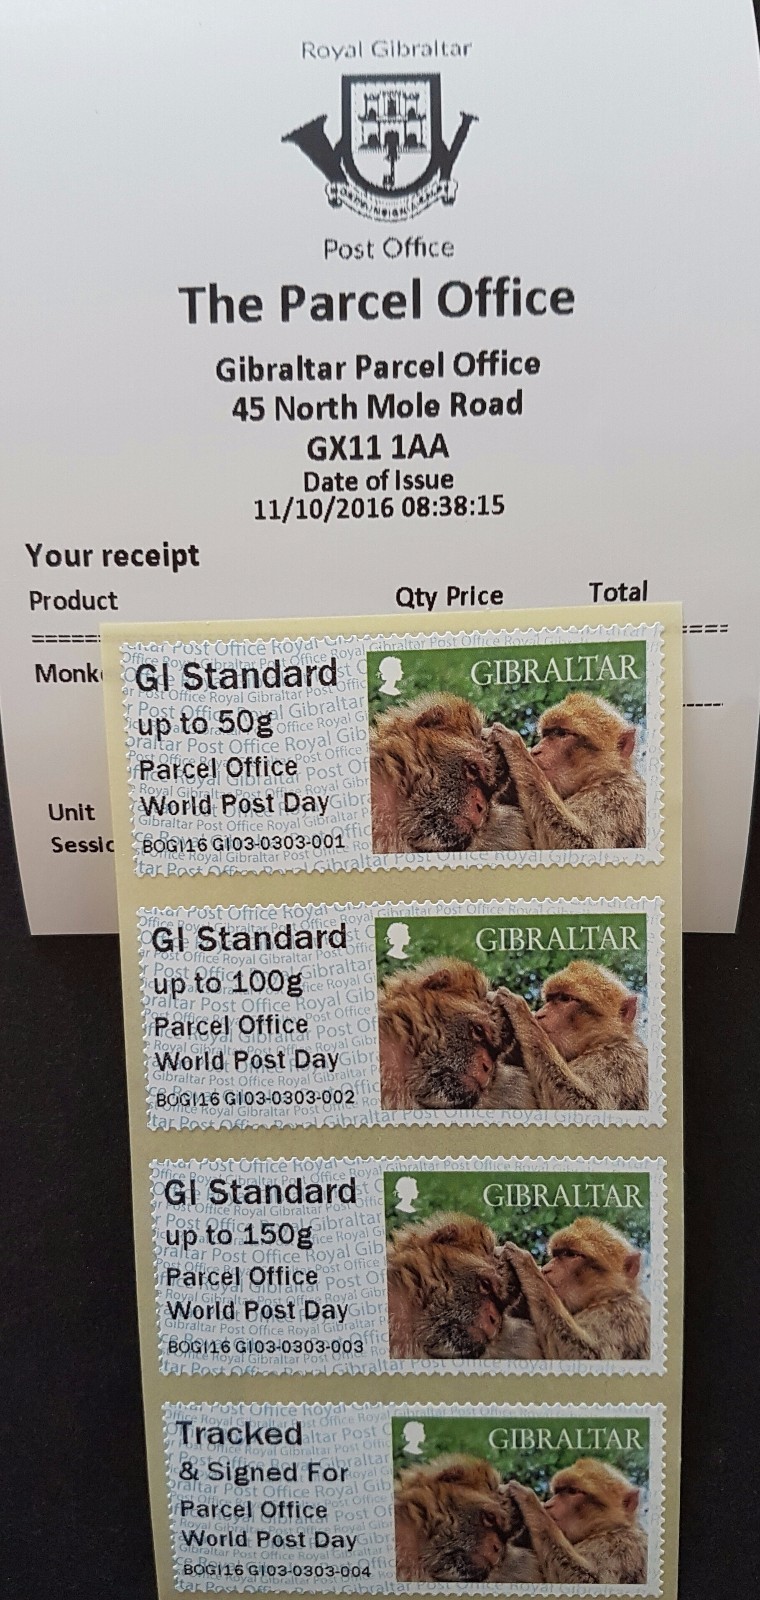 Royal Gibraltar
Post Office
The Parcel Office
Gibraltar Parcel Office
45 North Mole Road
GX11 1AA
Date of Issue
11/10/2016 08:38:15
Your receipt
Product Qty Price Total
Monk
Unit
Sessic
GI Standard
up to 50g
Parcel Office
World Post Day
BOGI16 GI03-0303-001
GIBRALTAR
GI Standard
up to 100g
Parcel Office
World Post Day
BOGI16 GI03-0303-002
GIBRALTAR
GI Standard
up to 150g
Parcel Office
World Post Day
BOGI16 GI03-0303-003
GIBRALTAR
Tracked
& Signed For
Parcel Office
World Post Day
BOGI16 GI03-0303-004
GIBRALTAR